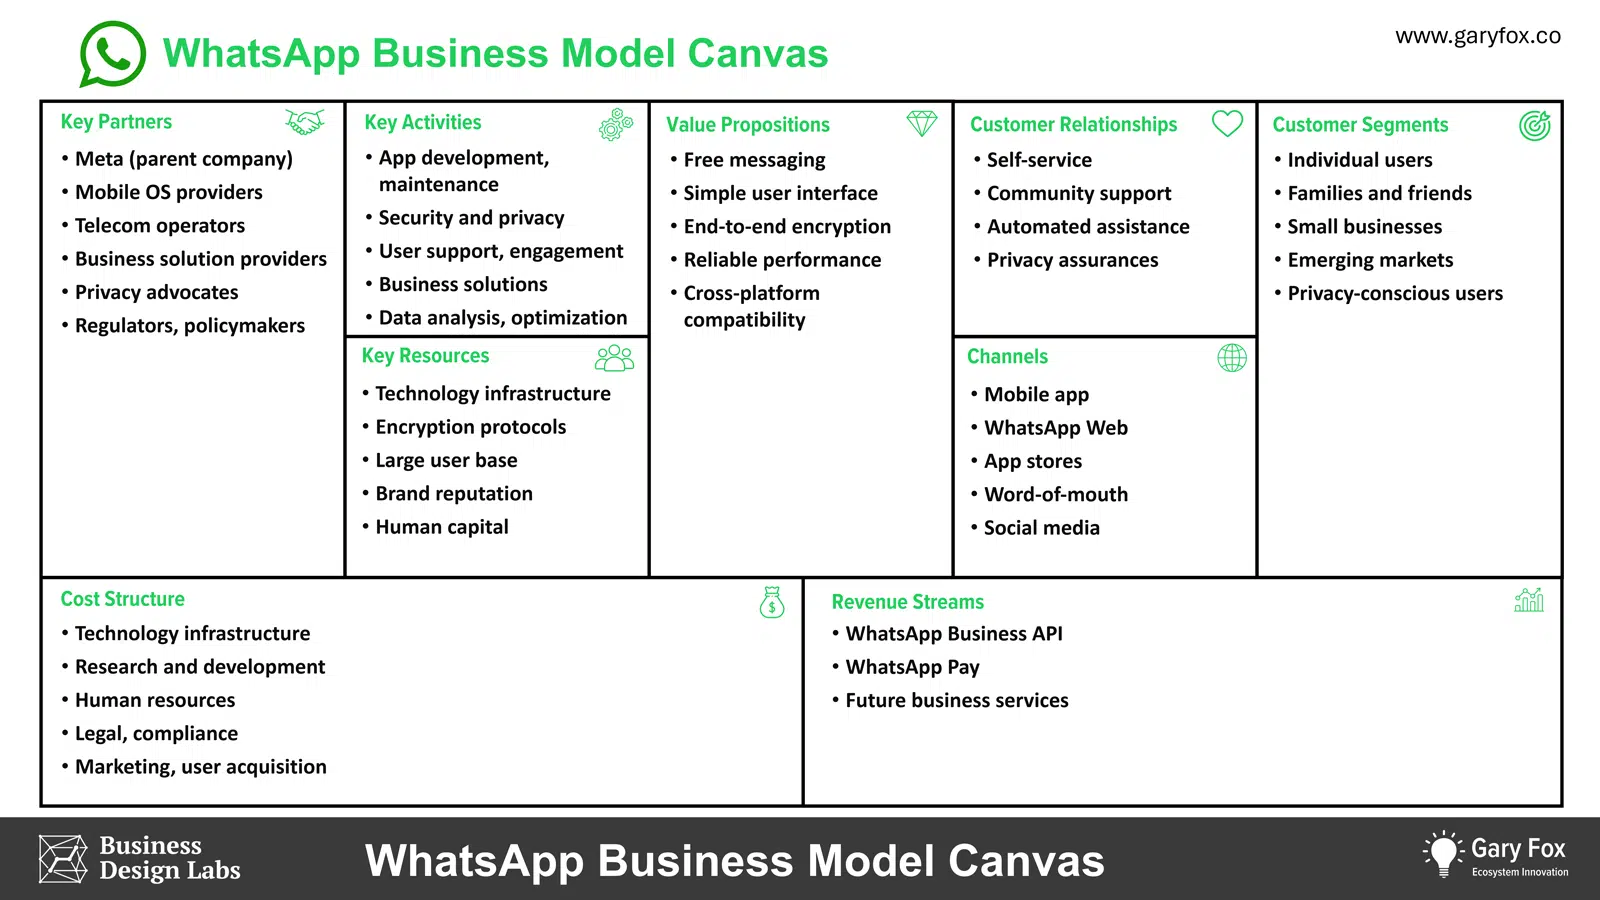 WhatsApp Business Model Canvas
www.garyfox.co
Key Partners
• Meta (parent company)
• Mobile OS providers
• Telecom operators
• Business solution providers
• Privacy advocates
• Regulators, policymakers
Key Activities
• App development,
maintenance
• Security and privacy
• User support, engagement
• Business solutions
• Data analysis, optimization
Key Resources
• Technology infrastructure
• Encryption protocols
• Large user base
• Brand reputation
• Human capital
Value Propositions
• Free messaging
• Simple user interface
• End-to-end encryption
• Reliable performance
• Cross-platform
compatibility
Customer Relationships
• Self-service
• Community support
• Automated assistance
• Privacy assurances
Channels
• Mobile app
• WhatsApp Web
• App stores
• Word-of-mouth
• Social media
Customer Segments
• Individual users
• Families and friends
• Small businesses
• Emerging markets
• Privacy-conscious users
Cost Structure
$
• Technology infrastructure
• Research and development
• Human resources
• Legal, compliance
• Marketing, user acquisition
Revenue Streams
• WhatsApp Business API
• WhatsApp Pay
• Future business services
Business
Design Labs
WhatsApp Business Model Canvas
Gary Fox
Ecosystem Innovation